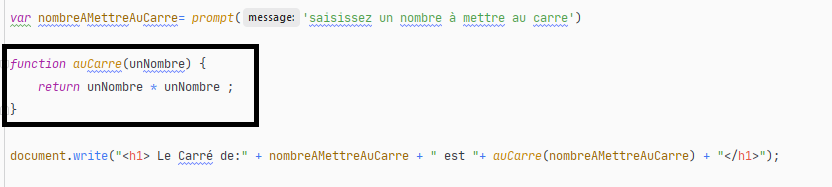 var nombreAMettreAuCarre= prompt( message: 'saisissez un nombre à mettre au carre')
function auCarre(unNombre) {
return unNombre * unNombre ;
}
document.write("<h1> Le Carré de:" + nombreAMettreAuCarre + " est "+ auCarre(nombreAMettreAuCarre) + "</h1>");